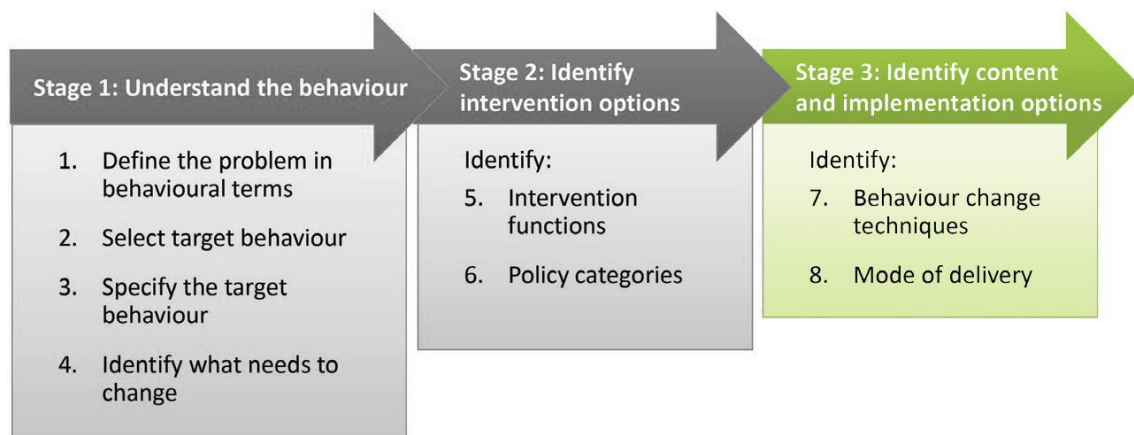 Stage 1: Understand the behaviour
1. Define the problem in
behavioural terms
2. Select target behaviour
3. Specify the target
behaviour
4. Identify what needs to
change
Stage 2: Identify
intervention options
Identify:
5. Intervention
functions
6. Policy categories
Stage 3: Identify content
and implementation options
Identify:
7. Behaviour change
techniques
8. Mode of delivery